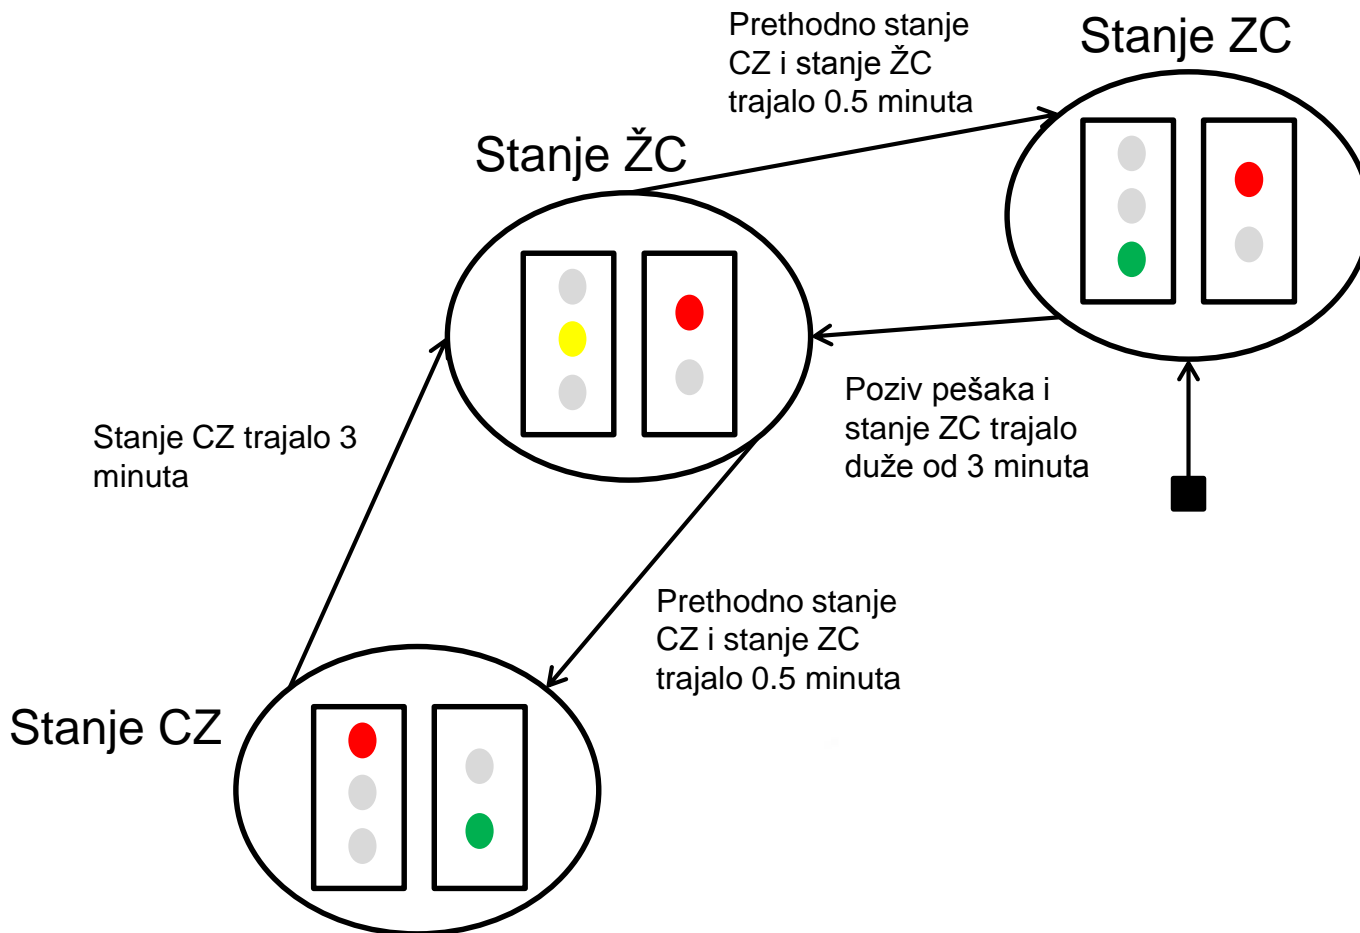 Prethodno stanje
CZ i stanje ŽC
trajalo 0.5 minuta
Stanje ZC
Stanje ŽC
Poziv pešaka i
stanje ZC trajalo
duže od 3 minuta
Stanje CZ trajalo 3
minuta
Prethodno stanje
CZ i stanje ZC
trajalo 0.5 minuta
Stanje CZ